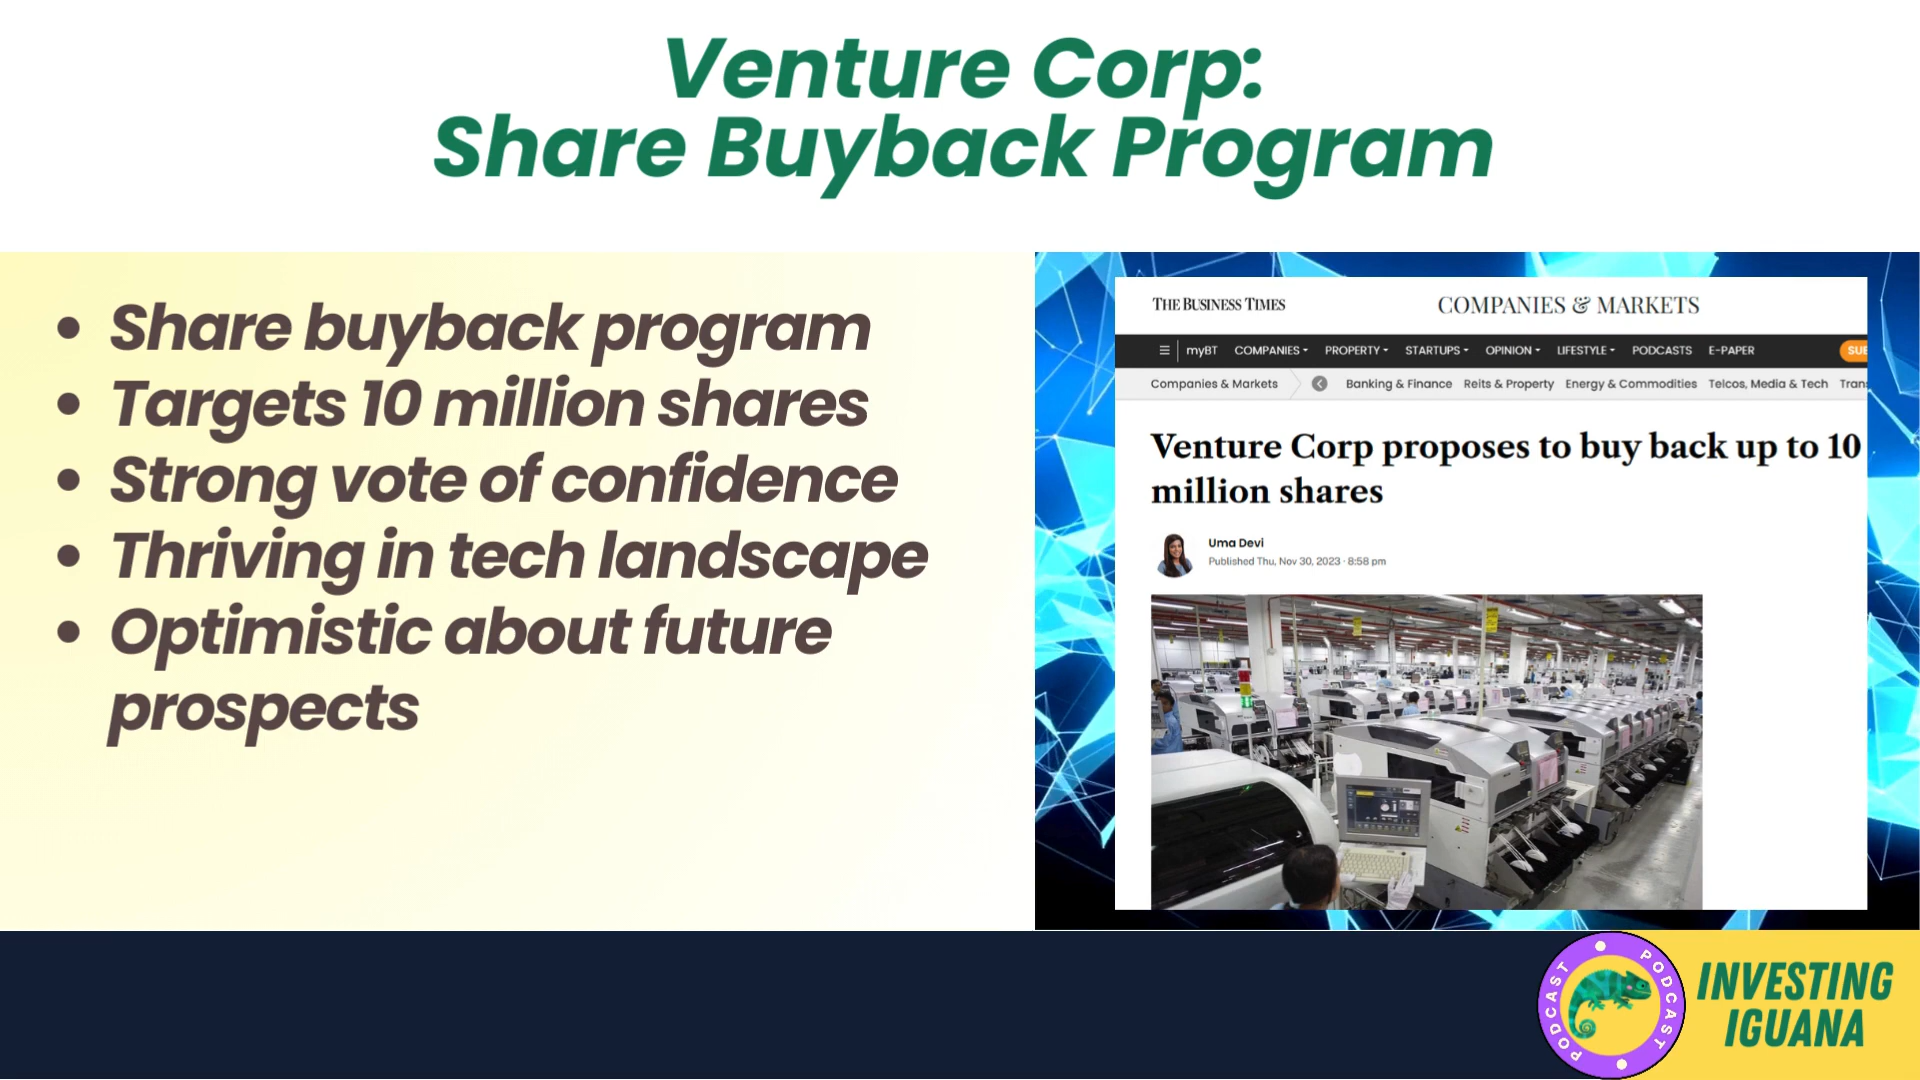 Venture Corp:
Share Buyback Program
• Share buyback program
• Targets 10 million shares
• Strong vote of confidence
• Thriving in tech landscape
• Optimistic about future
prospects
THE BUSINESS TIMES
COMPANIES & MARKETS
myBT COMPANIES PROPERTY STARTUPS OPINION LIFESTYLE PODCASTS E-PAPER SUB
Companies & Markets Banking & Finance Reits & Property Energy & Commodities Telcos, Media & Tech Trans
Venture Corp proposes to buy back up to 10
million shares
Uma Devi
Published Thu, Nov 30, 2023 · 8:58 pm
PODCAST PODCAST
INVESTING
IGUANA